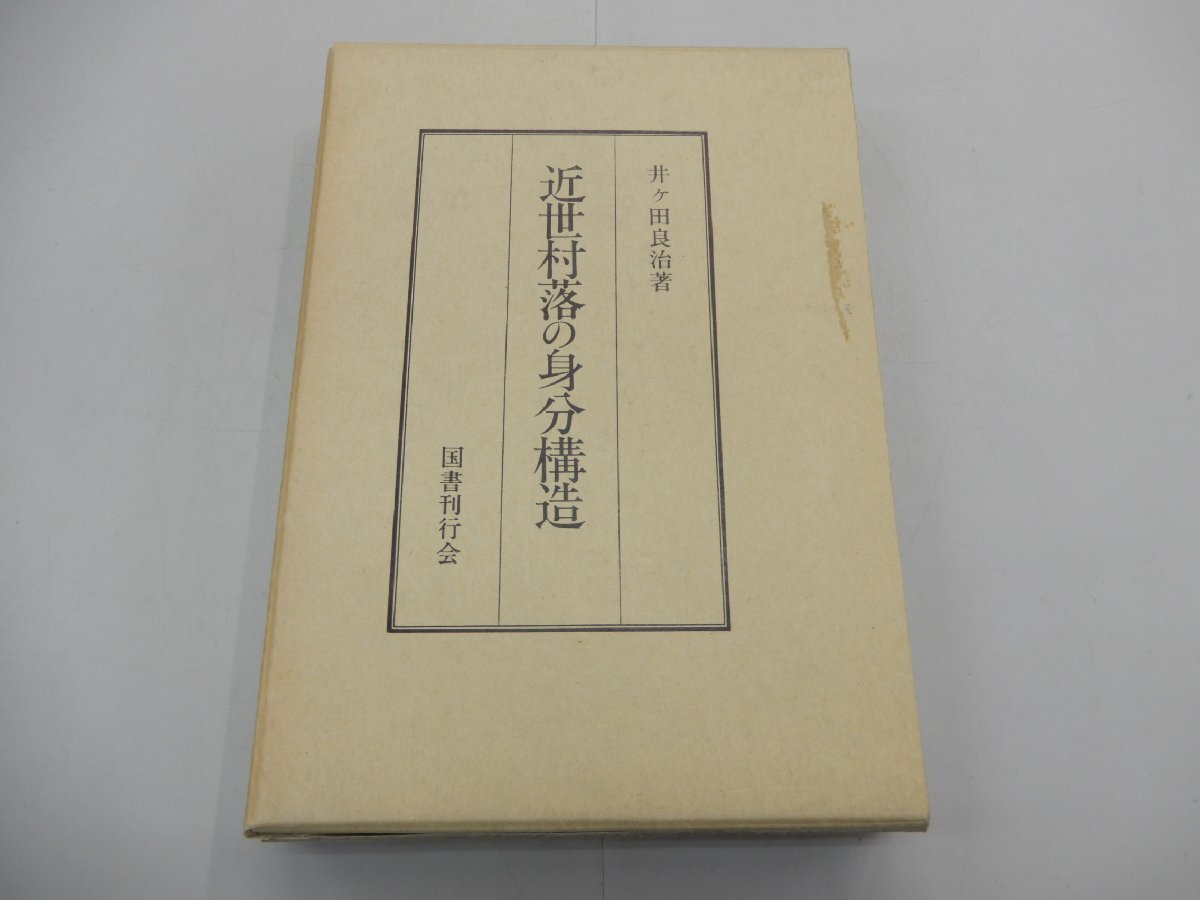 井ヶ田良治著
近世村落の身分構造
国書刊行会